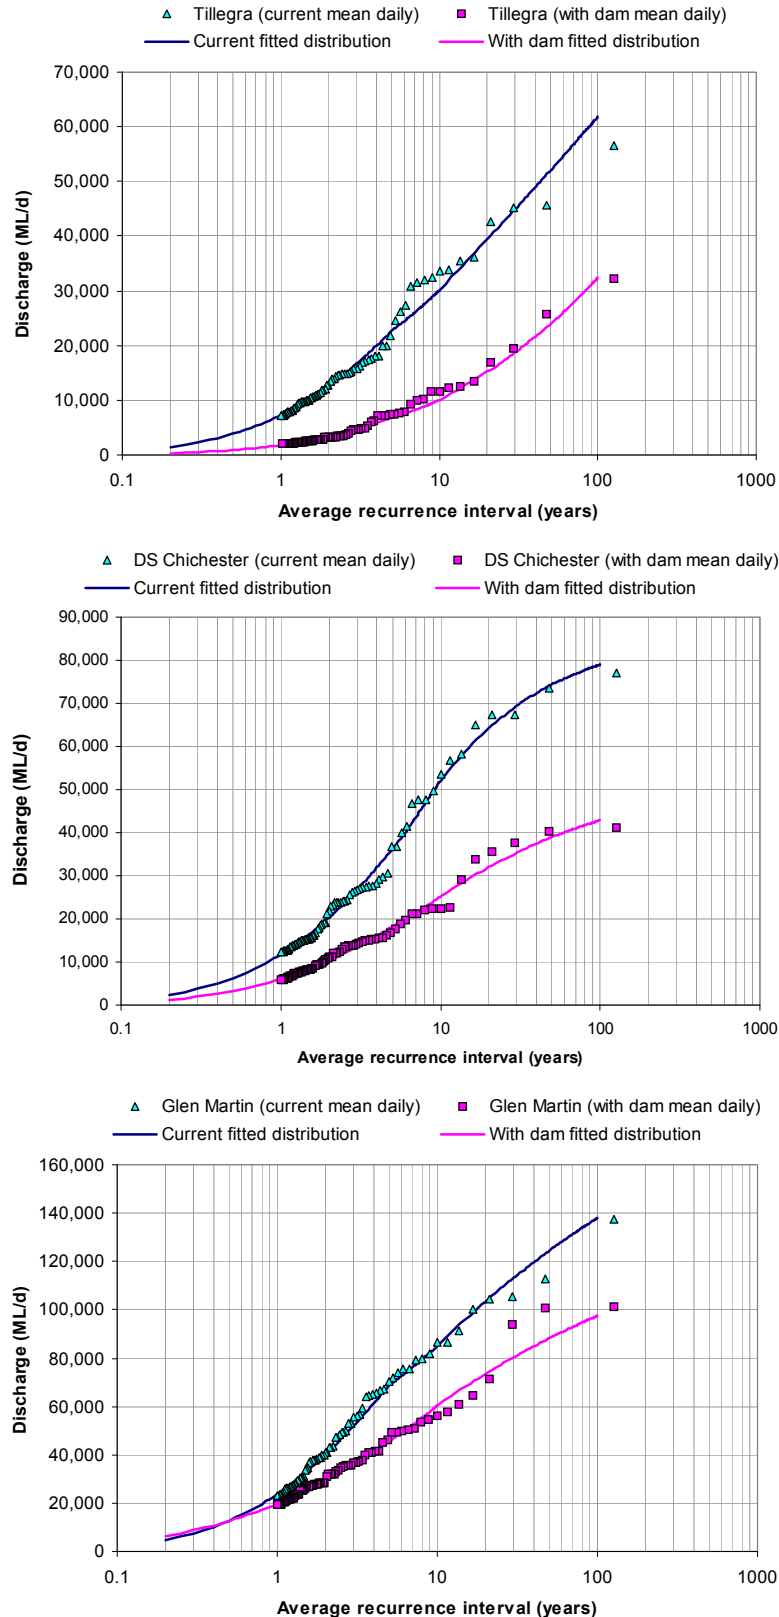 Tillegra (current mean daily) Tillegra (with dam mean daily)
Current fitted distribution With dam fitted distribution
70,000
60,000
50,000
40,000
30,000
20,000
10,000
0
Discharge (ML/d)
0.1 1 10 100 1000
Average recurrence interval (years)
DS Chichester (current mean daily) DS Chichester (with dam mean daily)
Current fitted distribution With dam fitted distribution
90,000
80,000
70,000
60,000
50,000
40,000
30,000
20,000
10,000
0
Discharge (ML/d)
0.1 1 10 100 1000
Average recurrence interval (years)
Glen Martin (current mean daily) Glen Martin (with dam mean daily)
Current fitted distribution With dam fitted distribution
160,000
140,000
120,000
100,000
80,000
60,000
40,000
20,000
0
Discharge (ML/d)
0.1 1 10 100 1000
Average recurrence interval (years)